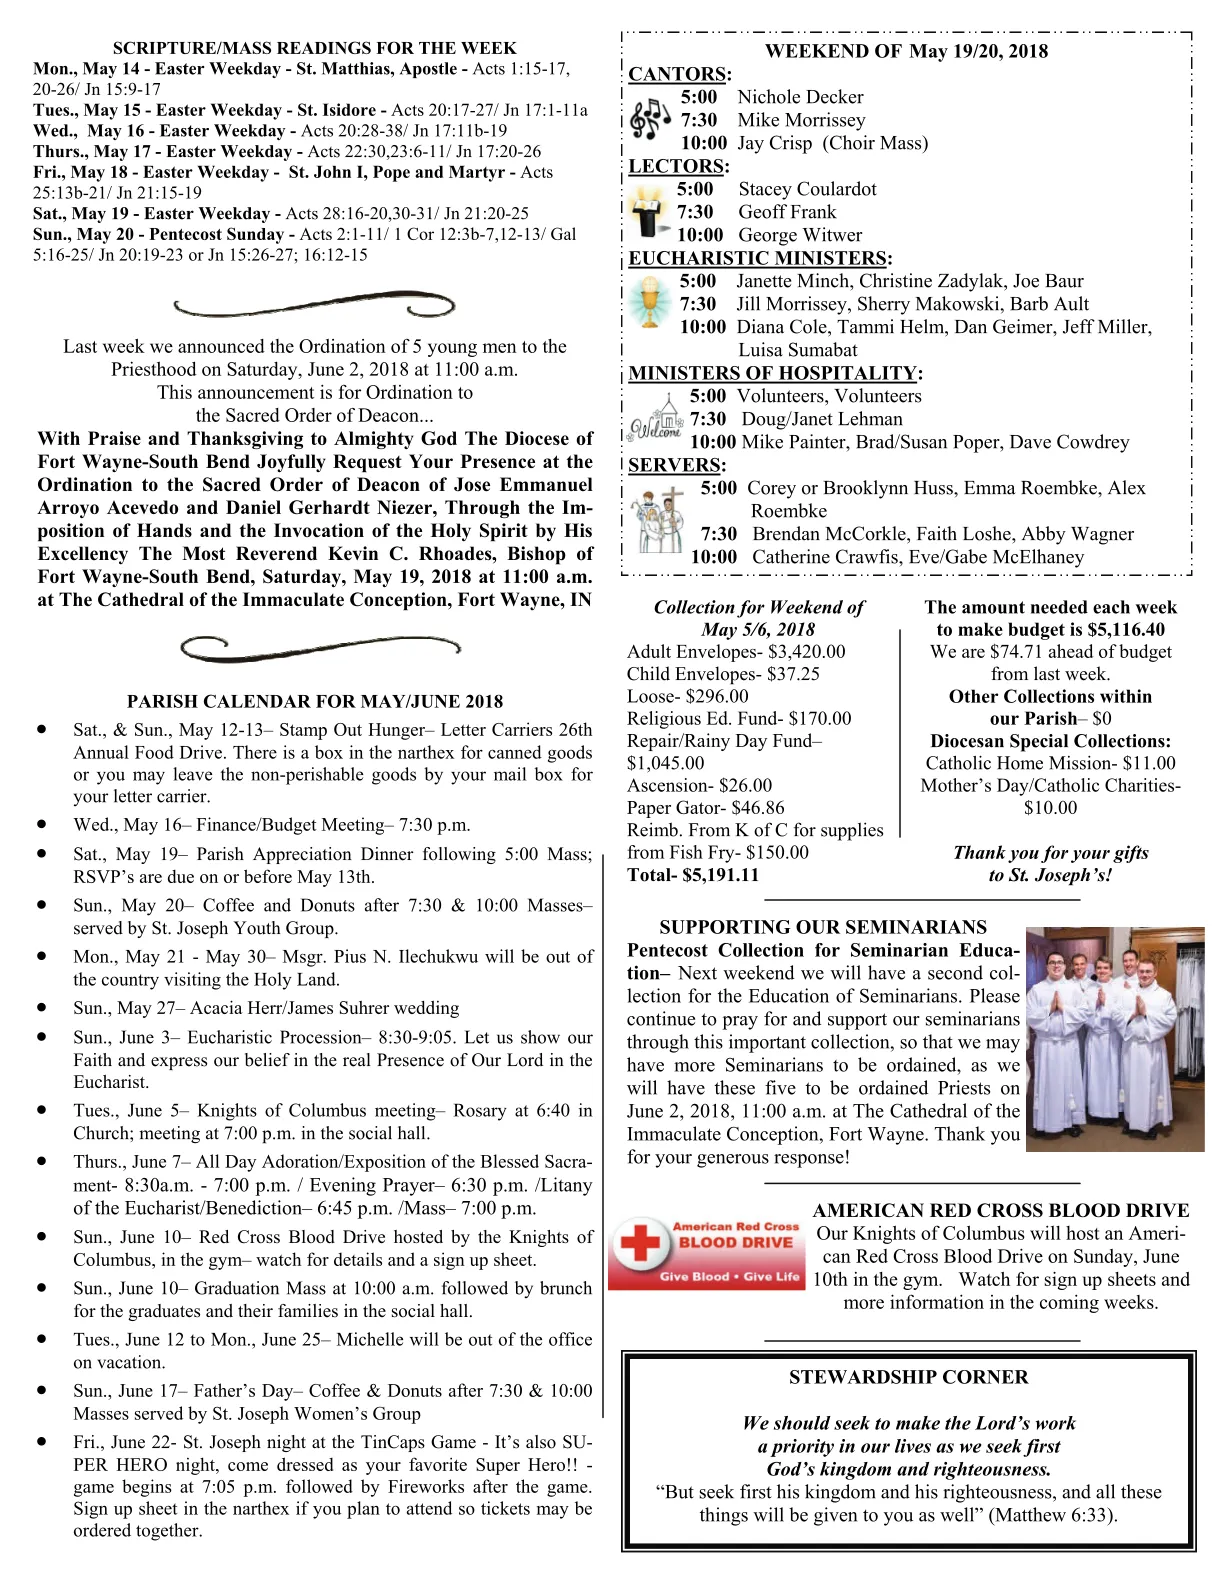 SCRIPTURE/MASS READINGS FOR THE WEEK
Mon., May 14 - Easter Weekday - St. Matthias, Apostle - Acts 1:15-17,
20-26/ Jn 15:9-17
Tues., May 15 - Easter Weekday - St. Isidore - Acts 20:17-27/ Jn 17:1-11a
Wed., May 16 - Easter Weekday - Acts 20:28-38/ Jn 17:11b-19
Thurs., May 17 - Easter Weekday - Acts 22:30,23:6-11/ Jn 17:20-26
Fri., May 18 - Easter Weekday - St. John I, Pope and Martyr - Acts
25:13b-21/ Jn 21:15-19
Sat., May 19 - Easter Weekday - Acts 28:16-20,30-31/ Jn 21:20-25
Sun., May 20 - Pentecost Sunday - Acts 2:1-11/ 1 Cor 12:3b-7,12-13/ Gal
5:16-25/ Jn 20:19-23 or Jn 15:26-27; 16:12-15
Last week we announced the Ordination of 5 young men to the
Priesthood on Saturday, June 2, 2018 at 11:00 a.m.
This announcement is for Ordination to
the Sacred Order of Deacon...
With Praise and Thanksgiving to Almighty God The Diocese of
Fort Wayne-South Bend Joyfully Request Your Presence at the
Ordination to the Sacred Order of Deacon of Jose Emmanuel
Arroyo Acevedo and Daniel Gerhardt Niezer, Through the Im-
position of Hands and the Invocation of the Holy Spirit by His
Excellency The Most Reverend Kevin C. Rhoades, Bishop of
Fort Wayne-South Bend, Saturday, May 19, 2018 at 11:00 a.m.
at The Cathedral of the Immaculate Conception, Fort Wayne, IN
PARISH CALENDAR FOR MAY/JUNE 2018
• Sat., & Sun., May 12-13– Stamp Out Hunger– Letter Carriers 26th
Annual Food Drive. There is a box in the narthex for canned goods
or you may leave the non-perishable goods by your mail box for
your letter carrier.
• Wed., May 16– Finance/Budget Meeting– 7:30 p.m.
• Sat., May 19– Parish Appreciation Dinner following 5:00 Mass;
RSVP's are due on or before May 13th.
• Sun., May 20– Coffee and Donuts after 7:30 & 10:00 Masses–
served by St. Joseph Youth Group.
• Mon., May 21 - May 30– Msgr. Pius N. Ilechukwu will be out of
the country visiting the Holy Land.
• Sun., May 27– Acacia Herr/James Suhrer wedding
• Sun., June 3– Eucharistic Procession– 8:30-9:05. Let us show our
Faith and express our belief in the real Presence of Our Lord in the
Eucharist.
• Tues., June 5– Knights of Columbus meeting– Rosary at 6:40 in
Church; meeting at 7:00 p.m. in the social hall.
• Thurs., June 7– All Day Adoration/Exposition of the Blessed Sacra-
ment- 8:30a.m. - 7:00 p.m. / Evening Prayer– 6:30 p.m. /Litany
of the Eucharist/Benediction– 6:45 p.m. /Mass– 7:00 p.m.
• Sun., June 10– Red Cross Blood Drive hosted by the Knights of
Columbus, in the gym– watch for details and a sign up sheet.
• Sun., June 10– Graduation Mass at 10:00 a.m. followed by brunch
for the graduates and their families in the social hall.
• Tues., June 12 to Mon., June 25– Michelle will be out of the office
on vacation.
• Sun., June 17– Father's Day– Coffee & Donuts after 7:30 & 10:00
Masses served by St. Joseph Women's Group
• Fri., June 22- St. Joseph night at the TinCaps Game - It's also SU-
PER HERO night, come dressed as your favorite Super Hero!! -
game begins at 7:05 p.m. followed by Fireworks after the game.
Sign up sheet in the narthex if you plan to attend so tickets may be
ordered together.
WEEKEND OF May 19/20, 2018
CANTORS:
5:00 Nichole Decker
7:30 Mike Morrissey
10:00 Jay Crisp (Choir Mass)
LECTORS:
5:00 Stacey Coulardot
7:30 Geoff Frank
10:00 George Witwer
EUCHARISTIC MINISTERS:
5:00 Janette Minch, Christine Zadylak, Joe Baur
7:30 Jill Morrissey, Sherry Makowski, Barb Ault
10:00 Diana Cole, Tammi Helm, Dan Geimer, Jeff Miller,
Luisa Sumabat
MINISTERS OF HOSPITALITY:
5:00 Volunteers, Volunteers
Welcome
7:30 Doug/Janet Lehman
10:00 Mike Painter, Brad/Susan Poper, Dave Cowdrey
SERVERS:
5:00 Corey or Brooklynn Huss, Emma Roembke, Alex
Roembke
7:30 Brendan McCorkle, Faith Loshe, Abby Wagner
10:00 Catherine Crawfis, Eve/Gabe McElhaney
Collection for Weekend of
May 5/6, 2018
Adult Envelopes- $3,420.00
Child Envelopes- $37.25
Loose- $296.00
Religious Ed. Fund- $170.00
Repair/Rainy Day Fund–
$1,045.00
Ascension- $26.00
Paper Gator- $46.86
Reimb. From K of C for supplies
from Fish Fry- $150.00
Total- $5,191.11
The amount needed each week
to make budget is $5,116.40
We are $74.71 ahead of budget
from last week.
Other Collections within
our Parish– $0
Diocesan Special Collections:
Catholic Home Mission- $11.00
Mother's Day/Catholic Charities-
$10.00
Thank you for your gifts
to St. Joseph's!
SUPPORTING OUR SEMINARIANS
Pentecost Collection for Seminarian Educa-
tion– Next weekend we will have a second col-
lection for the Education of Seminarians. Please
continue to pray for and support our seminarians
through this important collection, so that we may
have more Seminarians to be ordained, as we
will have these five to be ordained Priests on
June 2, 2018, 11:00 a.m. at The Cathedral of the
Immaculate Conception, Fort Wayne. Thank you
for your generous response!
American Red Cross
BLOOD DRIVE
Give Blood • Give Life
AMERICAN RED CROSS BLOOD DRIVE
Our Knights of Columbus will host an Ameri-
can Red Cross Blood Drive on Sunday, June
10th in the gym. Watch for sign up sheets and
more information in the coming weeks.
STEWARDSHIP CORNER
We should seek to make the Lord's work
a priority in our lives as we seek first
God's kingdom and righteousness.
“But seek first his kingdom and his righteousness, and all these
things will be given to you as well” (Matthew 6:33).